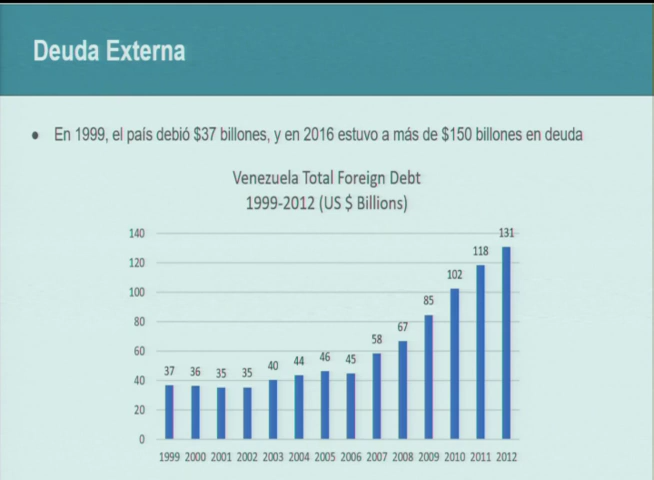 Deuda Externa
● En 1999, el país debió $37 billones, y en 2016 estuvo a más de $150 billones en deuda
Venezuela Total Foreign Debt
1999-2012 (US $ Billions)
140
120
100
80
60
40
20
0
37 36 35 35 40 44 46 45 58 67 85 102 118 131
1999 2000 2001 2002 2003 2004 2005 2006 2007 2008 2009 2010 2011 2012